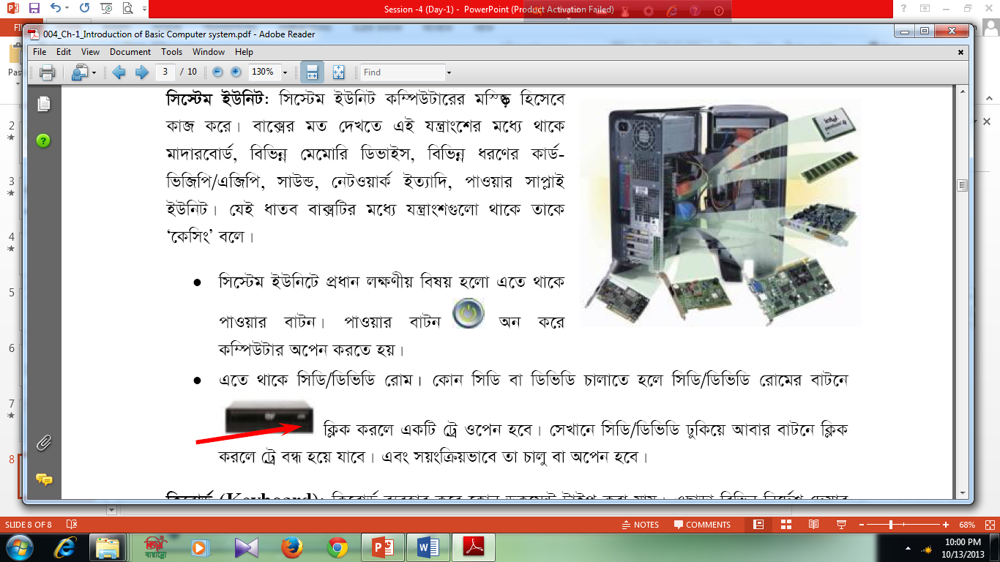 Session -4 (Day-1) - PowerPoint (Product Activation Failed)
004_Ch-1_Introduction of Basic Computer system.pdf - Adobe Reader
File Edit View Document Tools Window Help
3 / 10 130% Find
2
3
4
5
6
7
8
সিস্টেম ইউনিট: সিস্টেম ইউনিট কম্পিউটারের হিসেবে
কাজ করে। বাক্সের মত দেখতে এই যন্ত্রাংশের মধ্যে থাকে
মাদারবোর্ড, বিভিন্ন মেমোরি ডিভাইস, বিভিন্ন ধরণের কার্ড-
ভিজিপি/এজিপি, সাউন্ড, নেটওয়ার্ক ইত্যাদি, পাওয়ার সাপ্লাই
ইউনিট। যেই ধাতব বাক্সটির মধ্যে যন্ত্রাংশগুলো থাকে তাকে
‘কেসিং’ বলে।
intel
pentium 4
● সিস্টেম ইউনিটে প্রধান লক্ষণীয় বিষয় হলো এতে থাকে
পাওয়ার বাটন। পাওয়ার বাটন অন করে
কম্পিউটার অপেন করতে হয়।
● এতে থাকে সিডি/ডিভিডি রোম। কোন সিডি বা ডিভিডি চালাতে হলে সিডি/ডিভিডি রোমের বাটনে
ক্লিক করলে একটি ট্রে ওপেন হবে। সেখানে সিডি/ডিভিডি ঢুকিয়ে আবার বাটনে ক্লিক
করলে ট্রে বন্ধ হয়ে যাবে। এবং সয়ংক্রিয়ভাবে তা চালু বা অপেন হবে।
(Keyboard):
SLIDE 8 OF 8 NOTES COMMENTS 68%
10:00 PM
10/13/2013